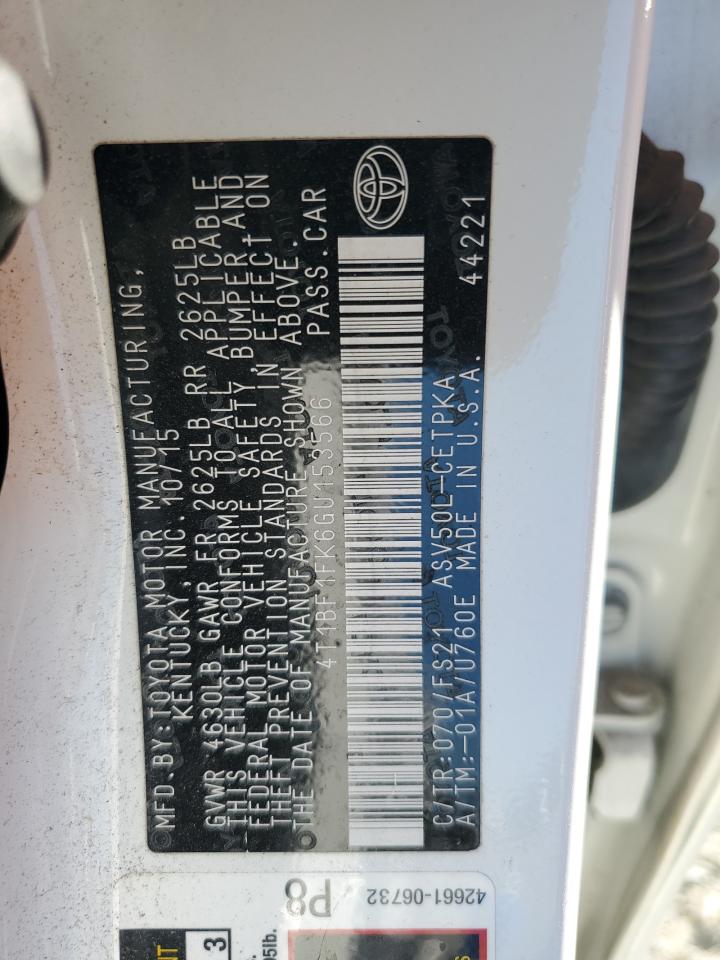 MFD.BY:TOYOTA MOTOR MANUFACTURING,
KENTUCKY, INC. 10/15
GVWR 4630LB GAWR FR 2625LB RR 2625LB
THIS VEHICLE CONFORMS TO ALL APPLICABLE
FEDERAL MOTOR VEHICLE SAFETY, BUMPER AND
THEFT PREVENTION STANDARDS IN EFFECT ON
THE DATE OF MANUFACTURE SHOWN ABOVE.
4T1BF1FK6GU153566 PASS.CAR
C/TR:070/FS21 ASV50L-CETPKA
A/TM:-01A/U760E MADE IN U.S.A. 44221
42661-06732
P8
3